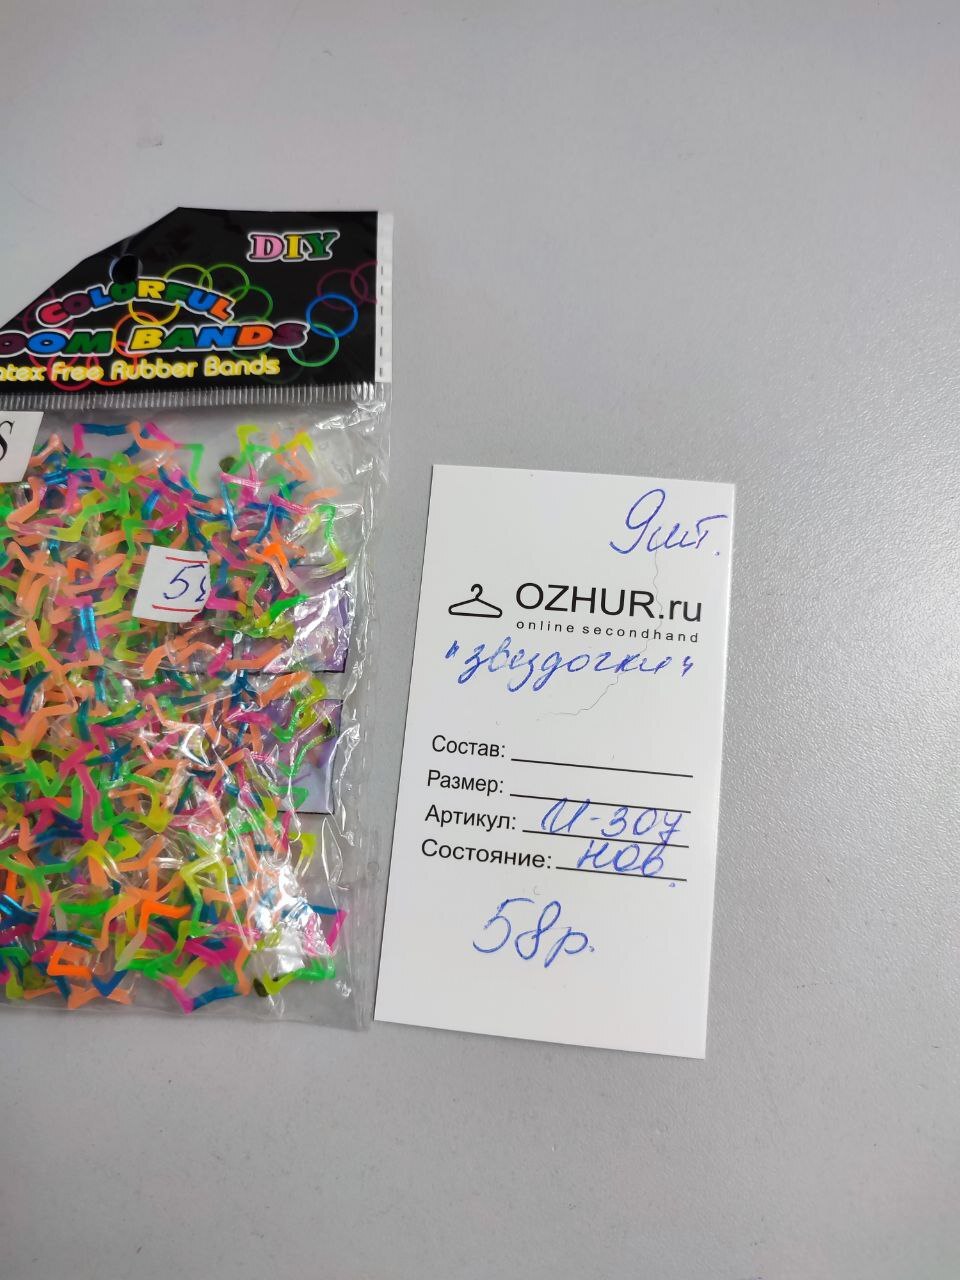 DIY
COLORFUL
OOM BANDS
atex Free Rubber Bands
S
9шт.
OZHUR.ru
online secondhand
"звездочки"
Состав:
Размер:
Артикул: И-307
Состояние: нов.
58р.